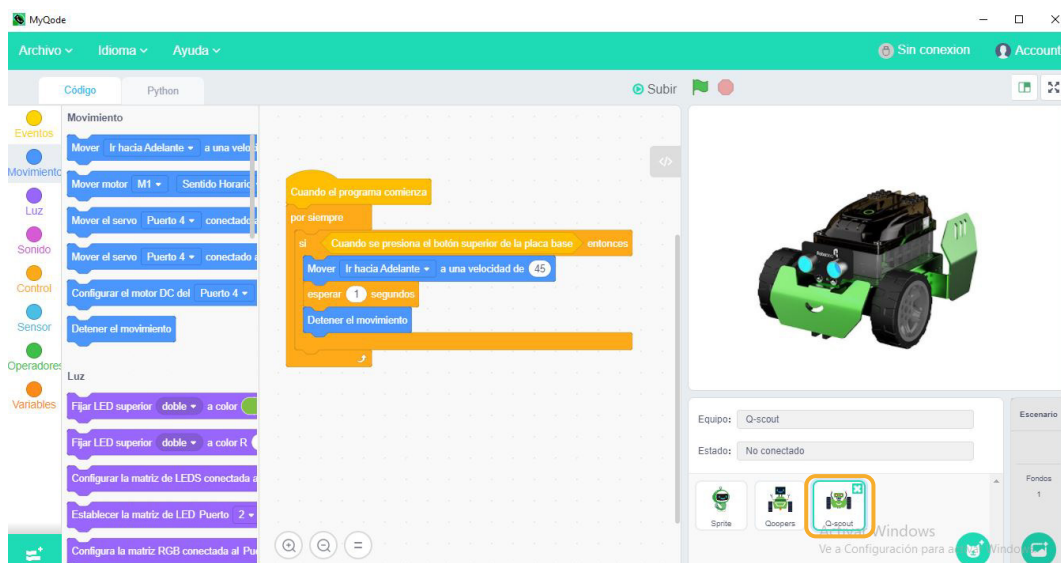 MyQode
Archivo Idioma Ayuda Sin conexion Account
Código Python Subir
Eventos
Movimiento
Luz
Sonido
Control
Sensor
Operadores
Variables
Movimiento
Mover Ir hacia Adelante a una
Mover motor M1 Sentido Horario
Mover el servo Puerto 4
Mover el servo Puerto 4 conectado
Configurar el motor DC del Puerto 4
Detener el movimiento
Luz
Fijar LED superior doble a color
Fijar LED superior doble a color R
Configurar la matriz de LEDS conectada a
Establecer la matriz de LED Puerto 2
Configura la matriz RGB conectada al
Cuando el programa comienza
por siempre
si Cuando se presiona el botón superior de la placa base entonces
Mover Ir hacia Adelante a una velocidad de 45
esperar 1 segundos
Detener el movimiento
</>
Equipo: Q-scout
Estado: No conectado
Sprite
Qoopers
Q-scout
Escenario
Fondos
1
Windows
Ve a Configuración para